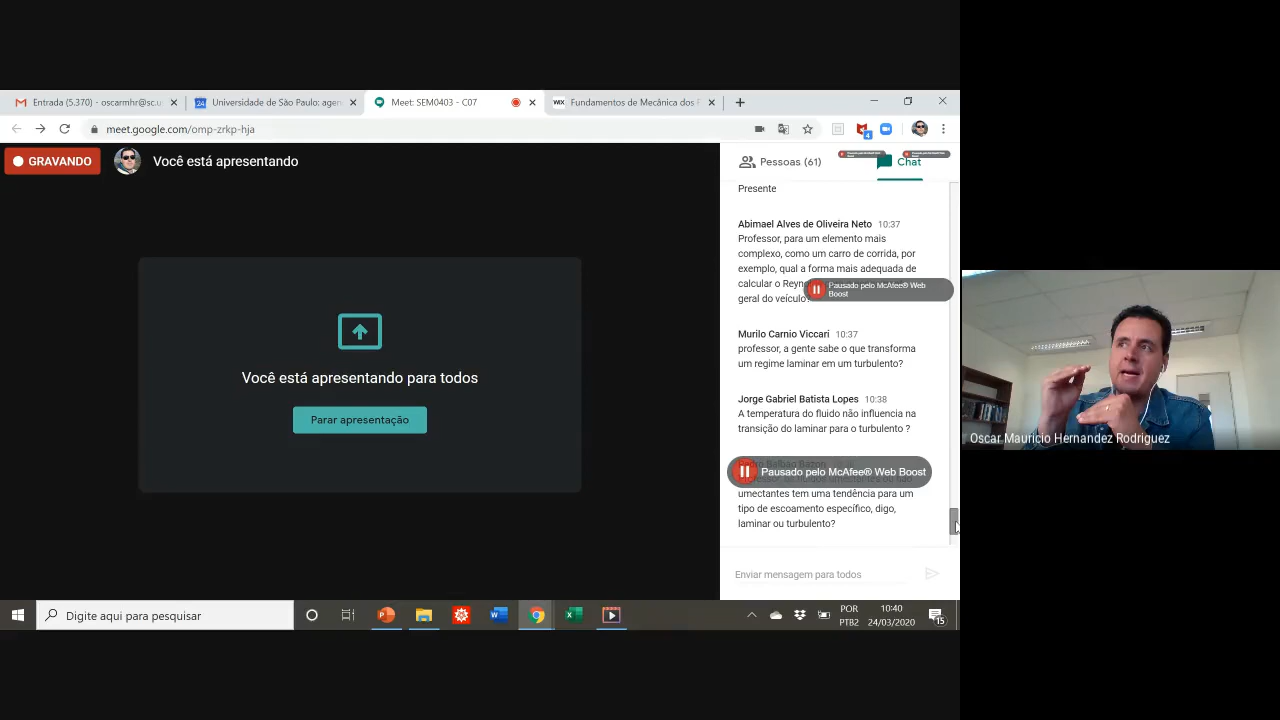 Entrada (5.370) - oscarmhr@sc.u
Universidade de São Paulo: agen
Meet: SEM0403 - C07
WIX
Fundamentos de Mecânica dos F
meet.google.com/omp-zrkp-hja
4
GRAVANDO
Você está apresentando
Pessoas (61)
Chat
Presente
Abimael Alves de Oliveira Neto 10:37
Professor, para um elemento mais
complexo, como um carro de corrida, por
exemplo, qual a forma mais adequada de
calcular o Reyn
geral do veículo?
Pausado pelo McAfee® Web
Boost
Murilo Carnio Viccari 10:37
professor, a gente sabe o que transforma
um regime laminar em um turbulento?
Jorge Gabriel Batista Lopes 10:38
A temperatura do fluido não influencia na
transição do laminar para o turbulento ?
Pausado pelo McAfee® Web Boost
umectantes tem uma tendência para um
tipo de escoamento específico, digo,
laminar ou turbulento?
Enviar mensagem para todos
Você está apresentando para todos
Parar apresentação
Oscar Mauricio Hernandez Rodriguez
Digite aqui para pesquisar
POR
PTB2
10:40
24/03/2020
15